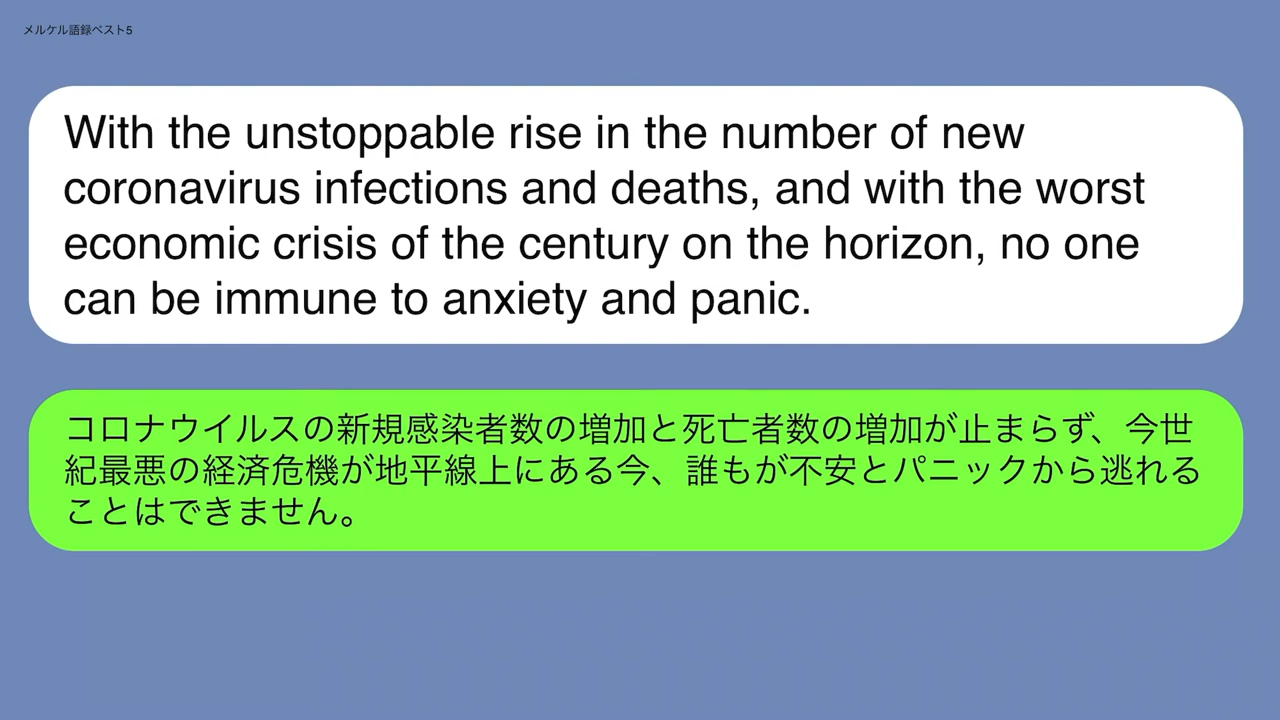 メルケル語録ベスト5
With the unstoppable rise in the number of new
coronavirus infections and deaths, and with the worst
economic crisis of the century on the horizon, no one
can be immune to anxiety and panic.
コロナウイルスの新規感染者数の増加と死亡者数の増加が止まらず、今世
紀最悪の経済危機が地平線上にある今、誰もが不安とパニックから逃れる
ことはできません。